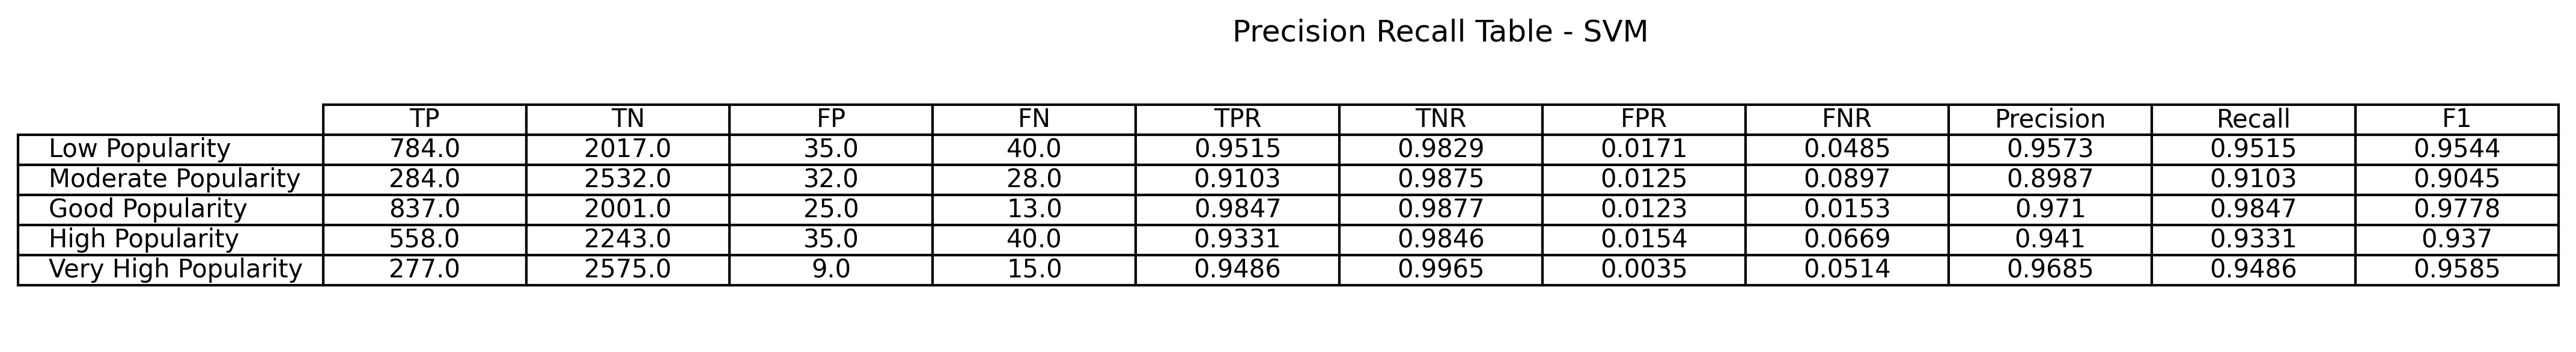 Precision Recall Table - SVM
TP TN FP FN TPR TNR FPR FNR Precision Recall F1
Low Popularity 784.0 2017.0 35.0 40.0 0.9515 0.9829 0.0171 0.0485 0.9573 0.9515 0.9544
Moderate Popularity 284.0 2532.0 32.0 28.0 0.9103 0.9875 0.0125 0.0897 0.8987 0.9103 0.9045
Good Popularity 837.0 2001.0 25.0 13.0 0.9847 0.9877 0.0123 0.0153 0.971 0.9847 0.9778
High Popularity 558.0 2243.0 35.0 40.0 0.9331 0.9846 0.0154 0.0669 0.941 0.9331 0.937
Very High Popularity 277.0 2575.0 9.0 15.0 0.9486 0.9965 0.0035 0.0514 0.9685 0.9486 0.9585